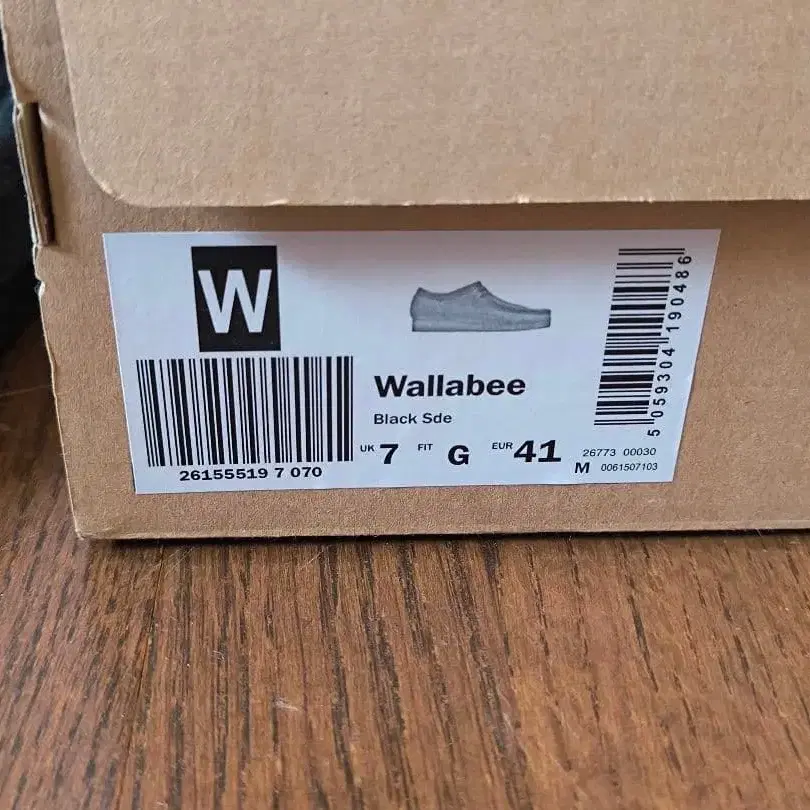 W
26155519 7 070
Wallabee
Black Sde
UK 7 FIT G EUR 41
26773 00030
M 0061507103
5 059304 190486